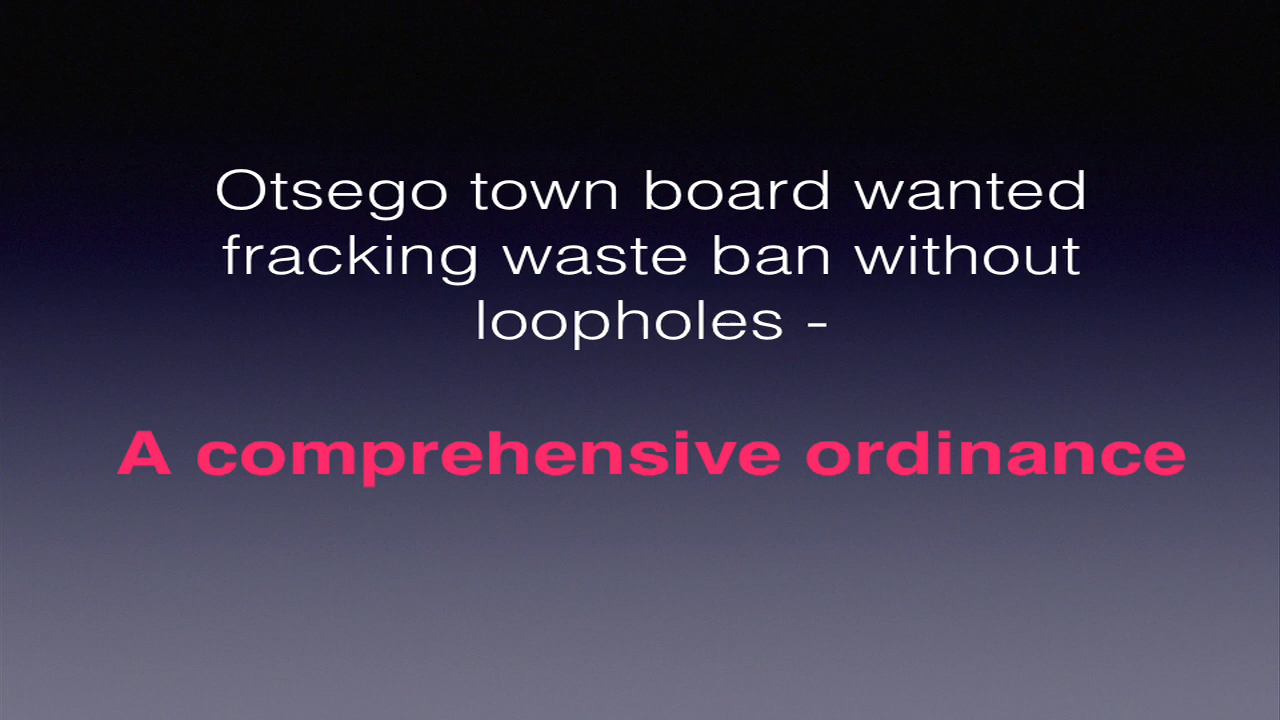 Otsego town board wanted
fracking waste ban without
loopholes -
A comprehensive ordinance